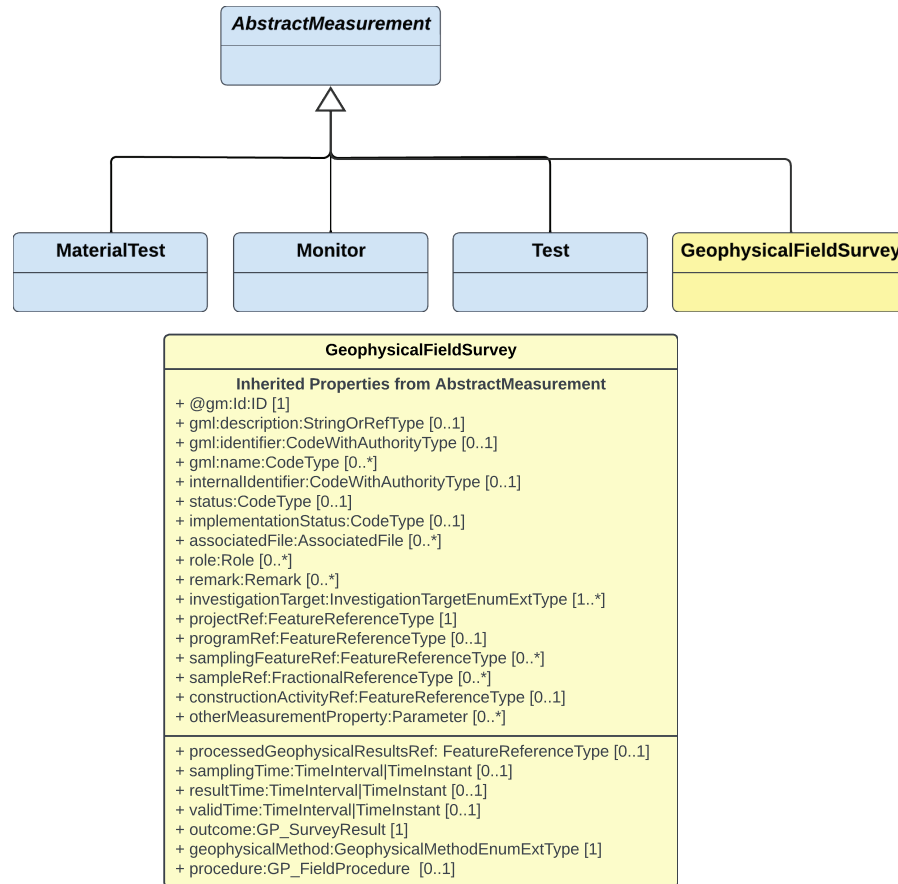 AbstractMeasurement
MaterialTest
Monitor
Test
GeophysicalFieldSurvey
GeophysicalFieldSurvey
Inherited Properties from AbstractMeasurement
+ @gm:Id:ID [1]
+ gml:description:StringOrRefType [0..1]
+ gml:identifier:CodeWithAuthorityType [0..1]
+ gml:name:CodeType [0..*]
+ internalIdentifier:CodeWithAuthorityType [0..1]
+ status:CodeType [0..1]
+ implementationStatus:CodeType [0..1]
+ associatedFile:AssociatedFile [0..*]
+ role:Role [0..*]
+ remark:Remark [0..*]
+ investigationTarget:InvestigationTargetEnumExtType [1..*]
+ projectRef:FeatureReferenceType [1]
+ programRef:FeatureReferenceType [0..1]
+ samplingFeatureRef:FeatureReferenceType [0..*]
+ sampleRef:FractionalReferenceType [0..*]
+ constructionActivityRef:FeatureReferenceType [0..1]
+ otherMeasurementProperty:Parameter [0..*]
+ processedGeophysicalResultsRef: FeatureReferenceType [0..1]
+ samplingTime:TimeInterval|TimeInstant [0..1]
+ resultTime:TimeInterval|TimeInstant [0..1]
+ validTime:TimeInterval|TimeInstant [0..1]
+ outcome:GP_SurveyResult [1]
+ geophysicalMethod:GeophysicalMethodEnumExtType [1]
+ procedure:GP_FieldProcedure [0..1]